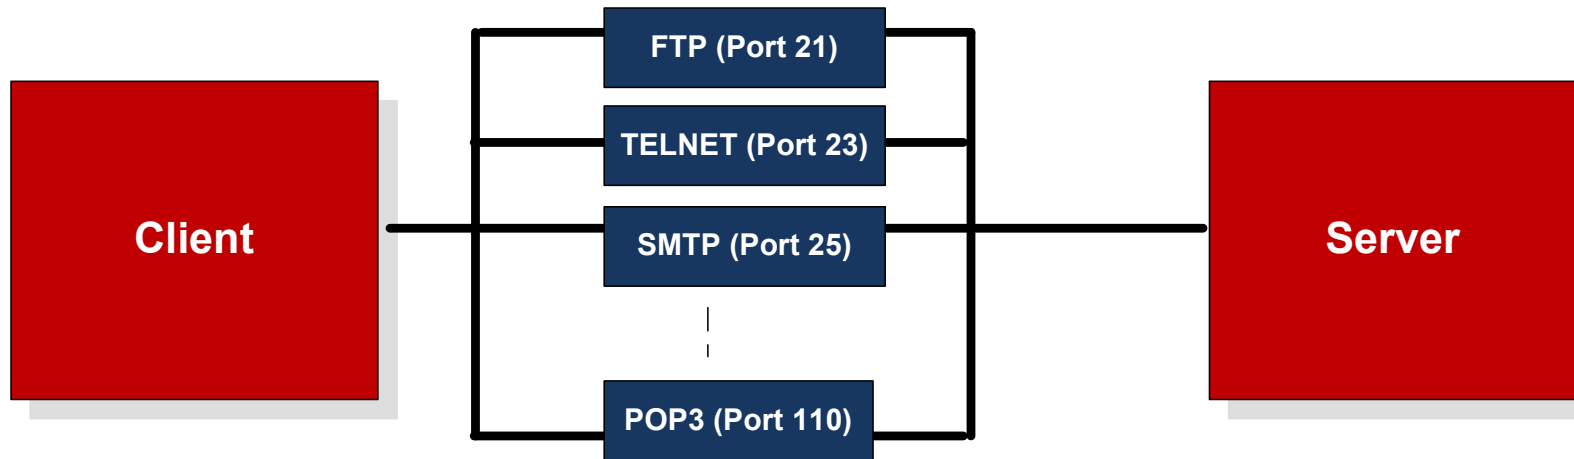 FTP (Port 21)
TELNET (Port 23)
Client
SMTP (Port 25)
Server
POP3 (Port 110)